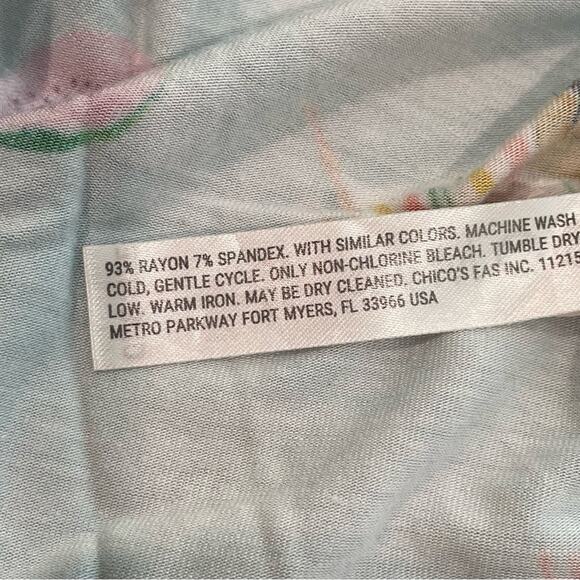 93% RAYON 7% SPANDEX. WITH SIMILAR COLORS. MACHINE WASH
COLD, GENTLE CYCLE. ONLY NON-CHLORINE BLEACH. TUMBLE DRY
LOW. WARM IRON. MAY BE DRY CLEANED. CHICO'S FAS INC. 11215
METRO PARKWAY FORT MYERS, FL 33966 USA